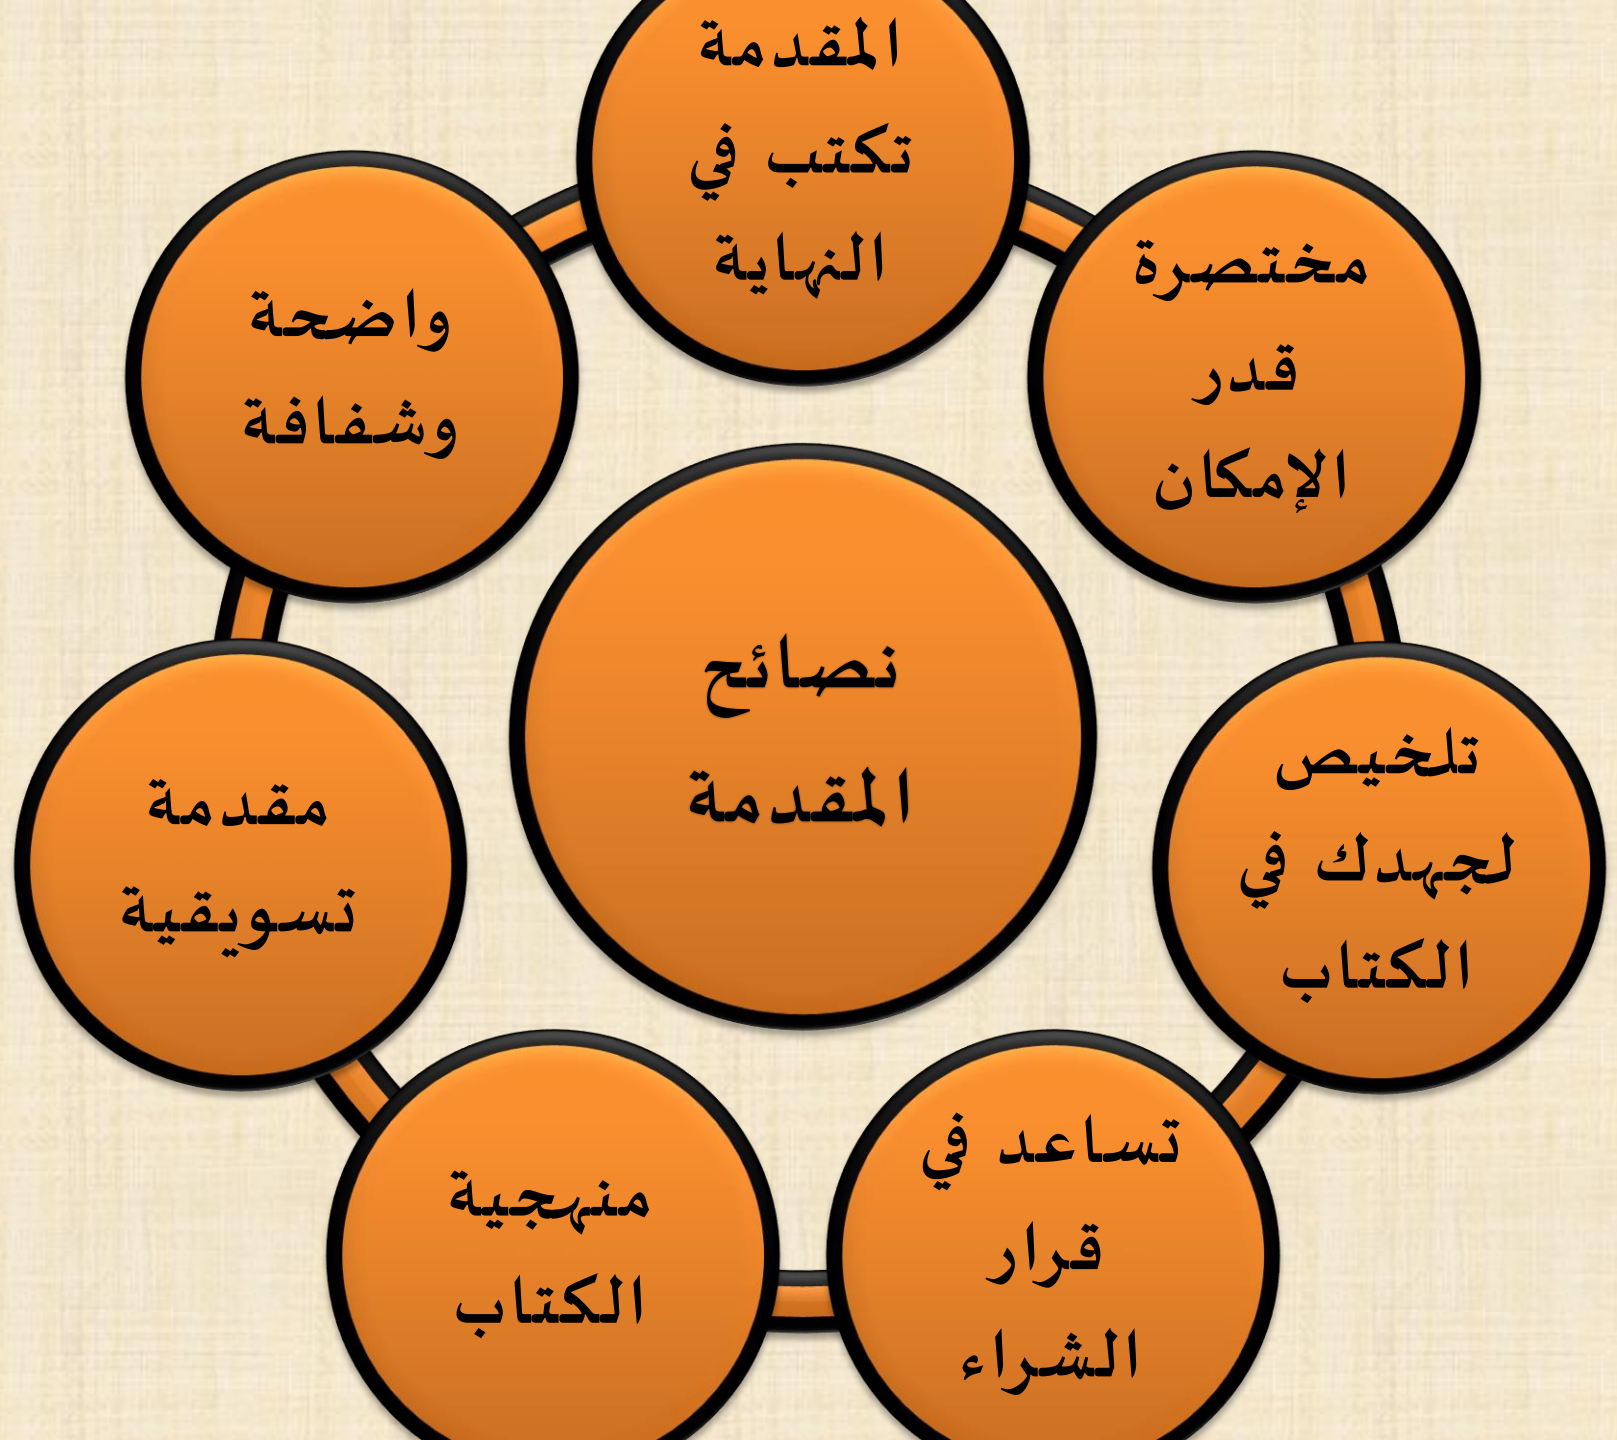 المقدمة
تكتب في
النهاية
مختصرة
قدر
الإمكان
تلخيص
لجهدك في
الكتاب
تساعد في
قرار
الشراء
منهجية
الكتاب
مقدمة
تسويقية
واضحة
وشفافة
نصائح
المقدمة